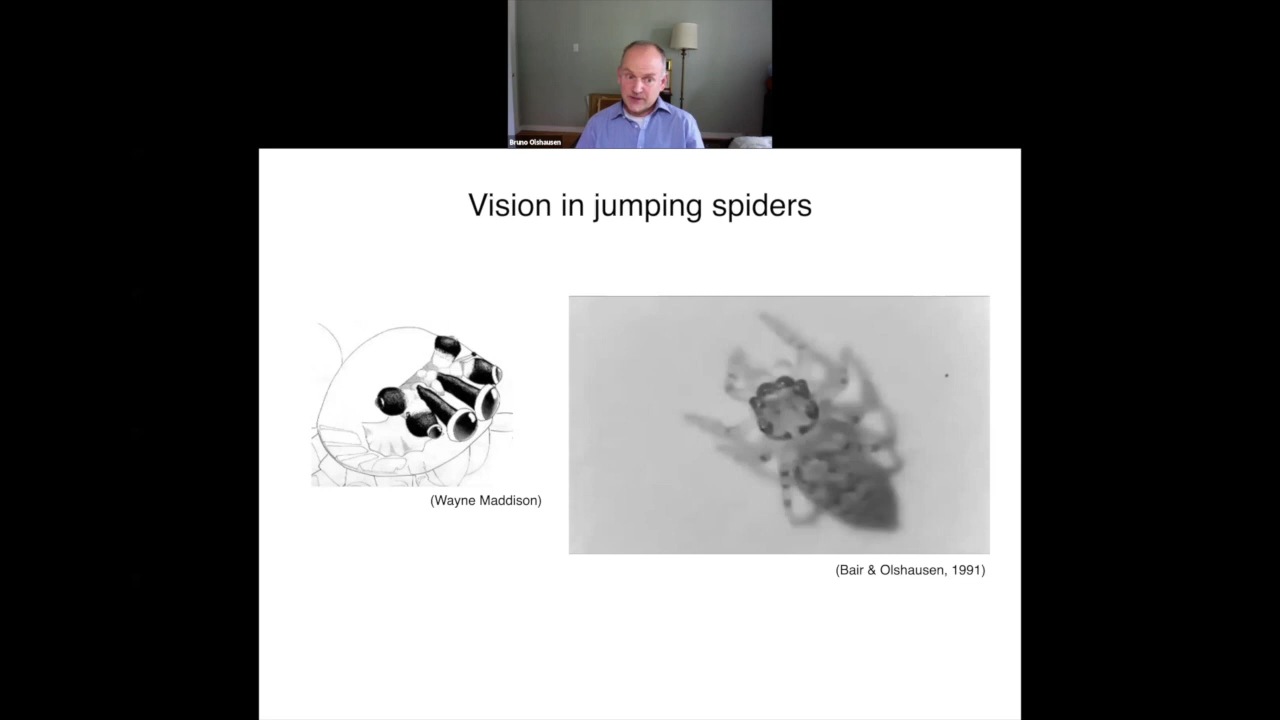 Bruno Olshausen
Vision in jumping spiders
(Wayne Maddison)
(Bair & Olshausen, 1991)